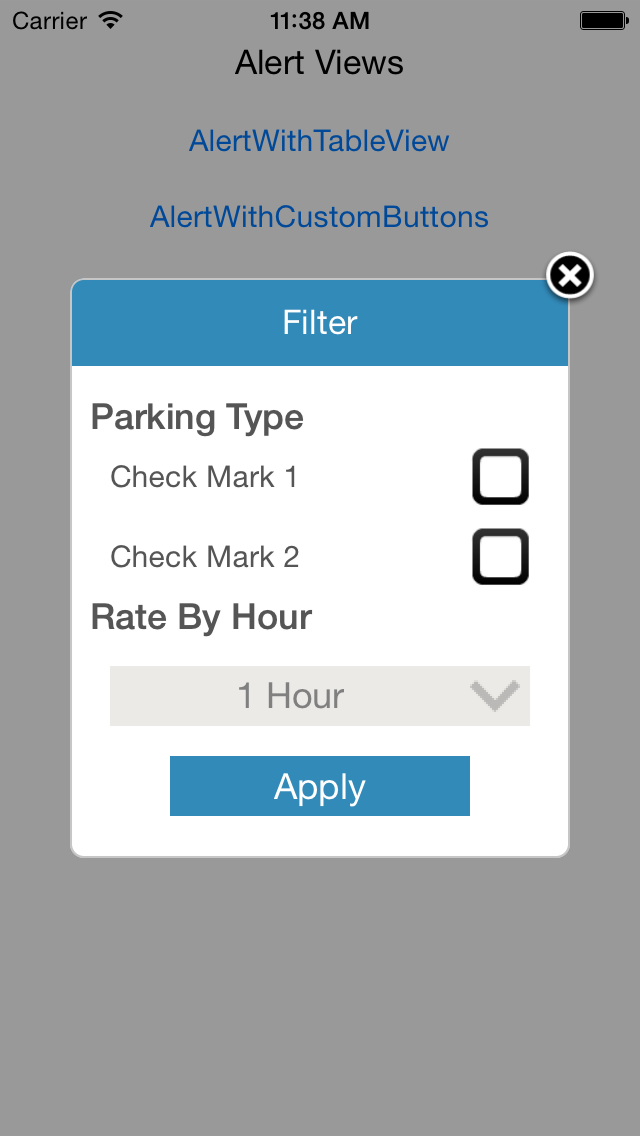 Carrier 11:38 AM
Alert Views
AlertWithTableView
AlertWithCustomButtons
Filter
Parking Type
Check Mark 1
Check Mark 2
Rate By Hour
1 Hour
Apply